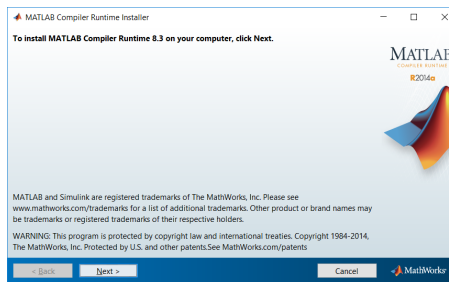 MATLAB Compiler Runtime Installer
To install MATLAB Compiler Runtime 8.3 on your computer, click Next.
MATLAB
COMPILER RUNTIME
R2014a
MATLAB and Simulink are registered trademarks of The MathWorks, Inc. Please see
www.mathworks.com/trademarks for a list of additional trademarks. Other product or brand names may
be trademarks or registered trademarks of their respective holders.
WARNING: This program is protected by copyright law and international treaties. Copyright 1984-2014,
The MathWorks, Inc. Protected by U.S. and other patents.See MathWorks.com/patents
< Back
Next >
Cancel
MathWorks